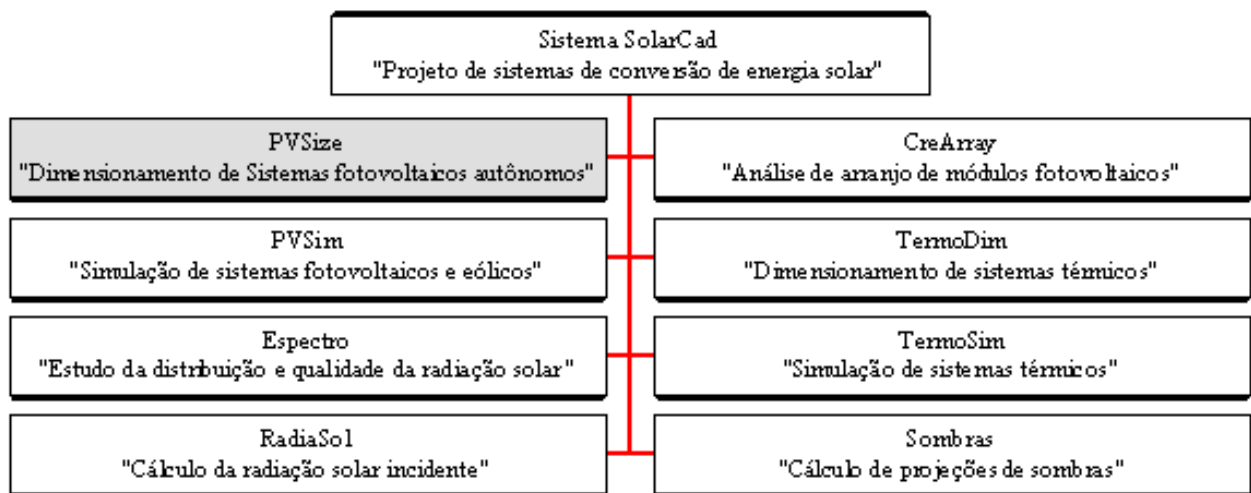 Sistema SolarCad
"Projeto de sistemas de conversão de energia solar"
PVSize
"Dimensionamento de Sistemas fotovoltaicos autônomos"
CreArray
"Análise de arranjo de módulos fotovoltaicos"
PVSim
"Simulação de sistemas fotovoltaicos e eólicos"
TermoDim
"Dimensionamento de sistemas térmicos"
Espectro
"Estudo da distribuição e qualidade da radiação solar"
TermoSim
"Simulação de sistemas térmicos"
RadiaSol
"Cálculo da radiação solar incidente"
Sombras
"Cálculo de projeções de sombras"